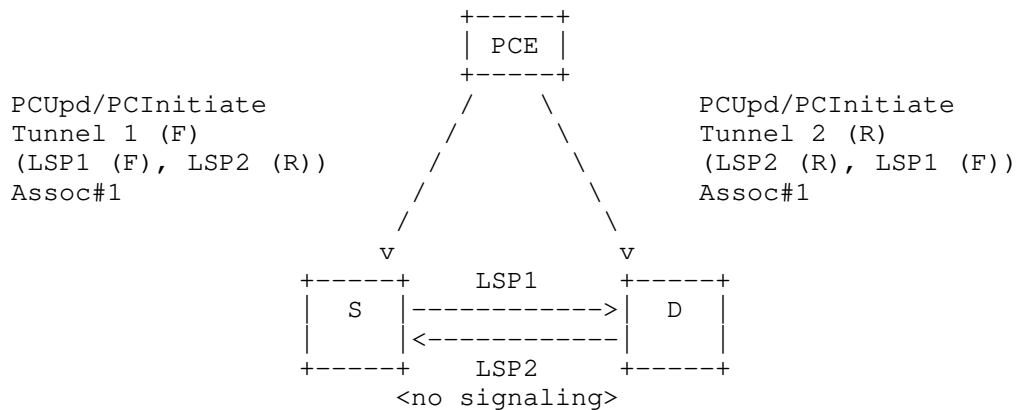 +-----+
                           | PCE |
                           +-----+
PCUpd/PCInitiate           /     \           PCUpd/PCInitiate
Tunnel 1 (F)              /       \          Tunnel 2 (R)
(LSP1 (F), LSP2 (R))     /         \         (LSP2 (R), LSP1 (F))
Assoc#1                 /           \        Assoc#1
                       /             \
                      v               v
                 +-----+    LSP1     +-----+
                 |  S  |------------>|  D  |
                 |     |<------------|     |
                 +-----+    LSP2     +-----+
                      <no signaling>